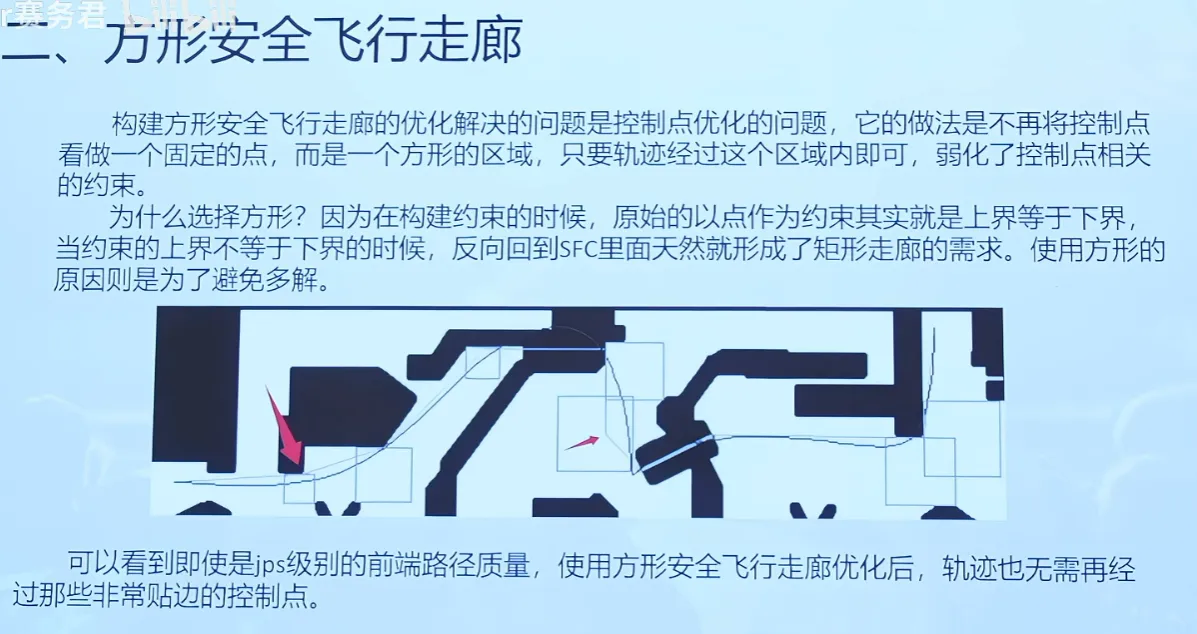 r赛务君
二、方形安全飞行走廊
构建方形安全飞行走廊的优化解决的问题是控制点优化的问题，它的做法是不再将控制点
看做一个固定的点，而是一个方形的区域，只要轨迹经过这个区域内即可，弱化了控制点相关
的约束。
为什么选择方形？因为在构建约束的时候，原始的以点作为约束其实就是上界等于下界，
当约束的上界不等于下界的时候，反向回到SFC里面天然就形成了矩形走廊的需求。使用方形的
原因则是为了避免多解。
可以看到即使是jps级别的前端路径质量，使用方形安全飞行走廊优化后，轨迹也无需再经
过那些非常贴边的控制点。